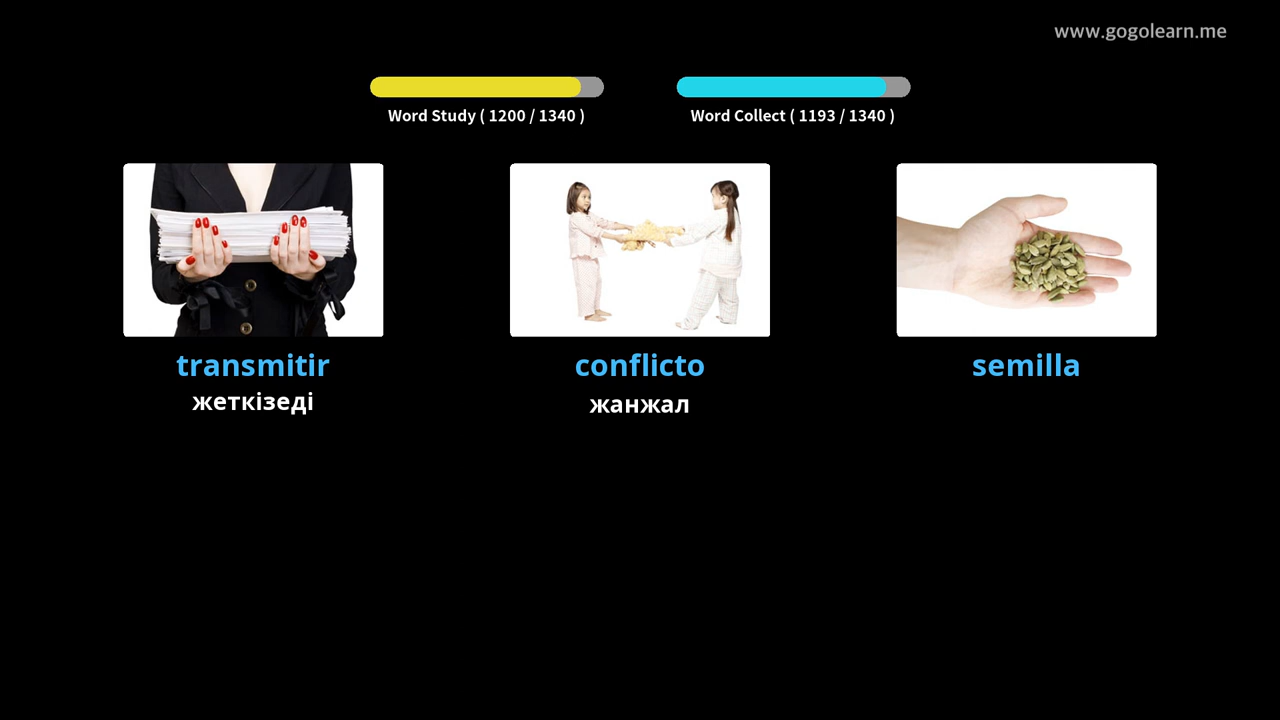 www.gogolearn.me
Word Study ( 1200 / 1340 )
Word Collect ( 1193 / 1340 )
transmitir
жеткізеді
conflicto
жанжал
semilla